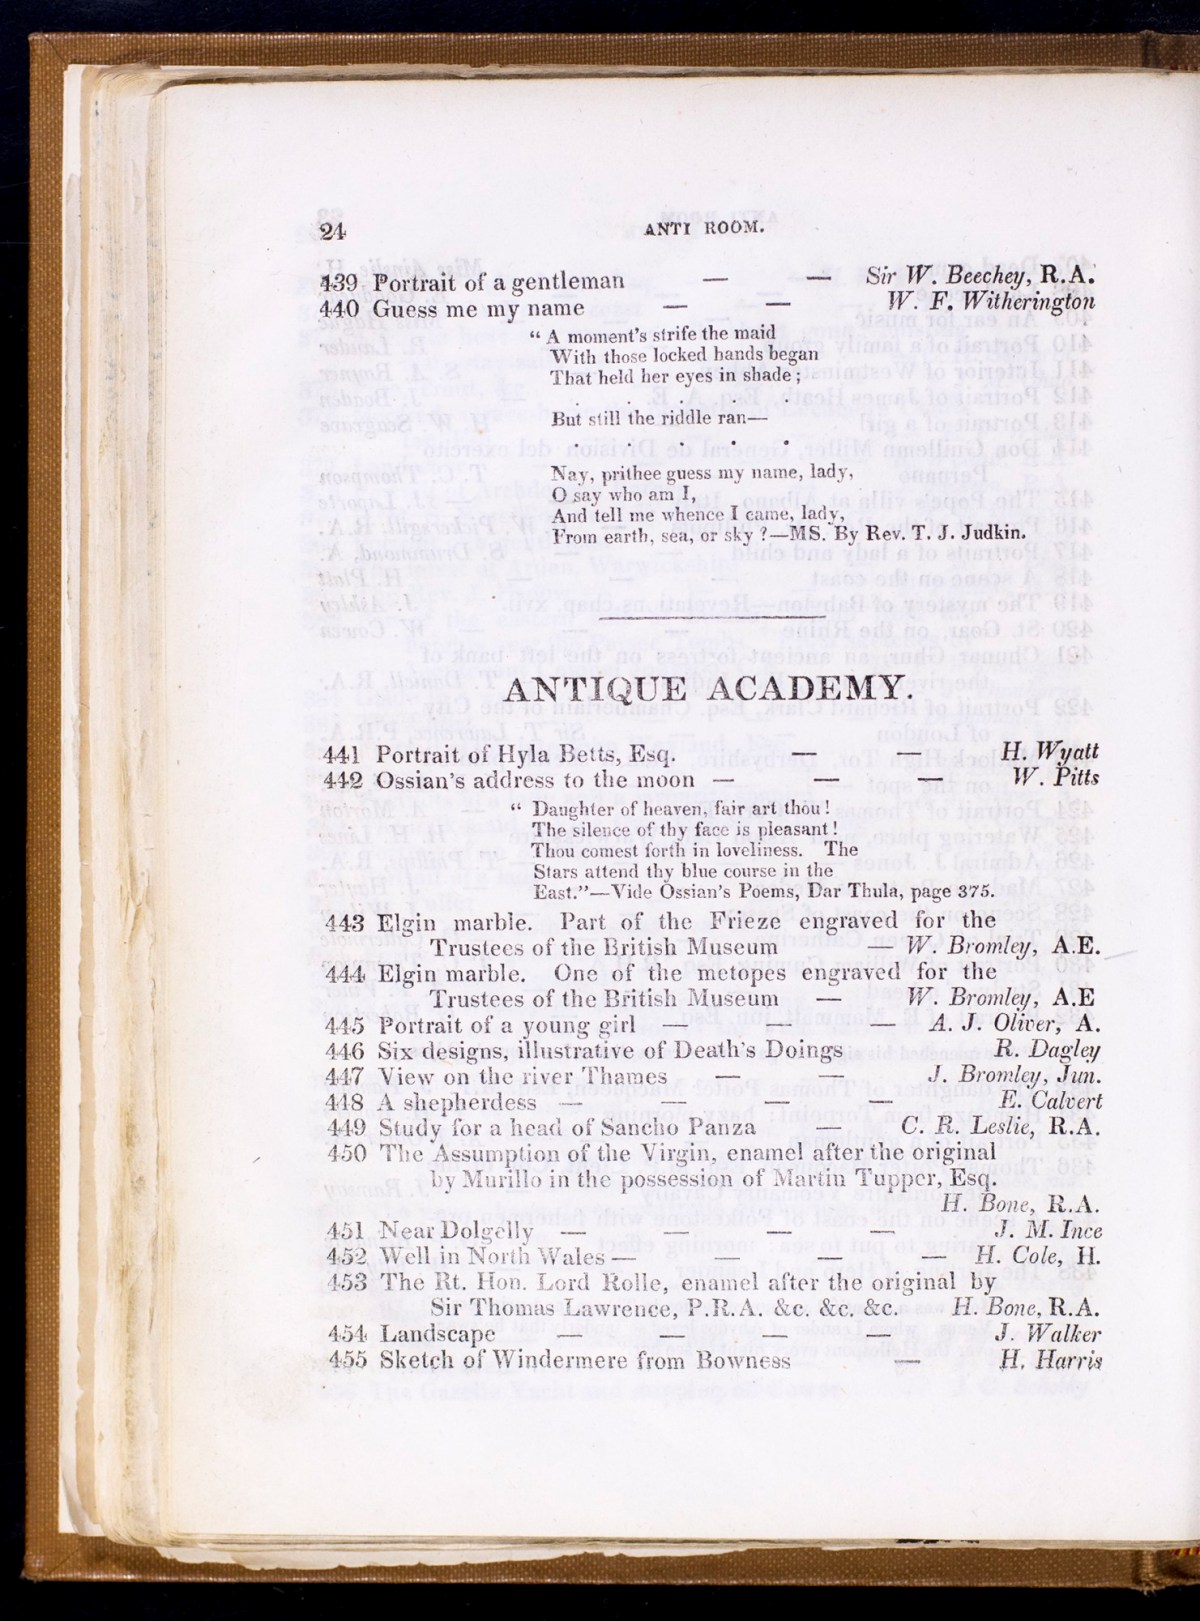 24 ANTI ROOM.
439 Portrait of a gentleman — — Sir W. Beechey, R.A.
440 Guess me my name — — W. F. Witherington
“ A moment's strife the maid
With those locked hands began
That held her eyes in shade;
. . . . .
But still the riddle ran—
. . . . .
Nay, prithee guess my name, lady,
O say who am I,
And tell me whence I came, lady,
From earth, sea, or sky ?—MS. By Rev. T. J. Judkin.
ANTIQUE ACADEMY.
441 Portrait of Hyla Betts, Esq. — — H. Wyatt
442 Ossian's address to the moon — — — W. Pitts
“ Daughter of heaven, fair art thou!
The silence of thy face is pleasant!
Thou comest forth in loveliness. The
Stars attend thy blue course in the
East.”—Vide Ossian's Poems, Dar Thula, page 375.
443 Elgin marble. Part of the Frieze engraved for the
Trustees of the British Museum — W. Bromley, A.E.
444 Elgin marble. One of the metopes engraved for the
Trustees of the British Museum — W. Bromley, A.E
445 Portrait of a young girl — — — A. J. Oliver, A.
446 Six designs, illustrative of Death's Doings R. Dagley
447 View on the river Thames — — J. Bromley, Jun.
448 A shepherdess — — — — E. Calvert
449 Study for a head of Sancho Panza — C. R. Leslie, R.A.
450 The Assumption of the Virgin, enamel after the original
by Murillo in the possession of Martin Tupper, Esq.
H. Bone, R.A.
451 Near Dolgelly — — — — J. M. Ince
452 Well in North Wales — — — — H. Cole, H.
453 The Rt. Hon. Lord Rolle, enamel after the original by
Sir Thomas Lawrence, P.R.A. &c. &c. &c. H. Bone, R.A.
454 Landscape — — — — J. Walker
455 Sketch of Windermere from Bowness — H. Harris